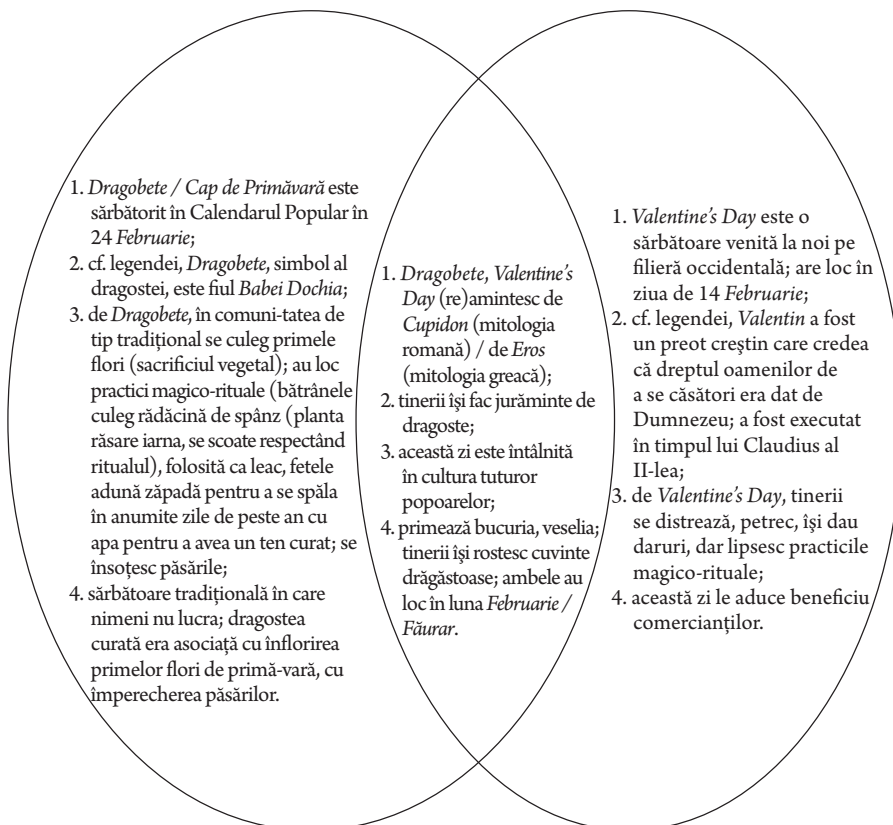 1. Dragobete / Cap de Primăvară este
sărbătorit în Calendarul Popular în
24 Februarie;
2. cf. legendei, Dragobete, simbol al
dragostei, este fiul Babei Dochia;
3. de Dragobete, în comuni-tatea de
tip tradițional se culeg primele
flori (sacrificiul vegetal); au loc
practici magico-rituale (bătrânele
culeg rădăcină de spânz (planta
răsare iarna, se scoate respectând
ritualul), folosită ca leac, fetele
adună zăpadă pentru a se spăla
în anumite zile de peste an cu
apa pentru a avea un ten curat; se
însoțesc păsările;
4. sărbătoare tradițională în care
nimeni nu lucra; dragostea
curată era asociată cu înflorirea
primelor flori de primă-vară, cu
împerecherea păsărilor.
1. Dragobete, Valentine's
Day (re)amintesc de
Cupidon (mitologia
romană) / de Eros
(mitologia greacă);
2. tinerii îşi fac jurăminte de
dragoste;
3. această zi este întâlnită
în cultura tuturor
popoarelor;
4. primează bucuria, veselia;
tinerii îşi rostesc cuvinte
drăgăstoase; ambele au
loc în luna Februarie /
Făurar.
1. Valentine's Day este o
sărbătoare venită la noi pe
filieră occidentală; are loc în
ziua de 14 Februarie;
2. cf. legendei, Valentin a fost
un preot creştin care credea
că dreptul oamenilor de
a se căsători era dat de
Dumnezeu; a fost executat
în timpul lui Claudius al
II-lea;
3. de Valentine's Day, tinerii
se distrează, petrec, îşi dau
daruri, dar lipsesc practicile
magico-rituale;
4. această zi le aduce beneficiu
comercianților.